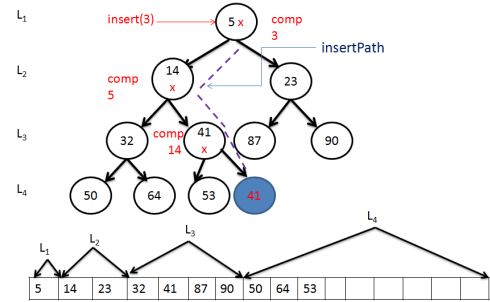 L1 insert(3) 5 x comp
3
insertPath
L2 comp 14 23
5 x
L3 32 comp 41 87 90
14 x
L4 50 64 53 41
L4
L3
L2
L1
5 14 23 32 41 87 90 50 64 53